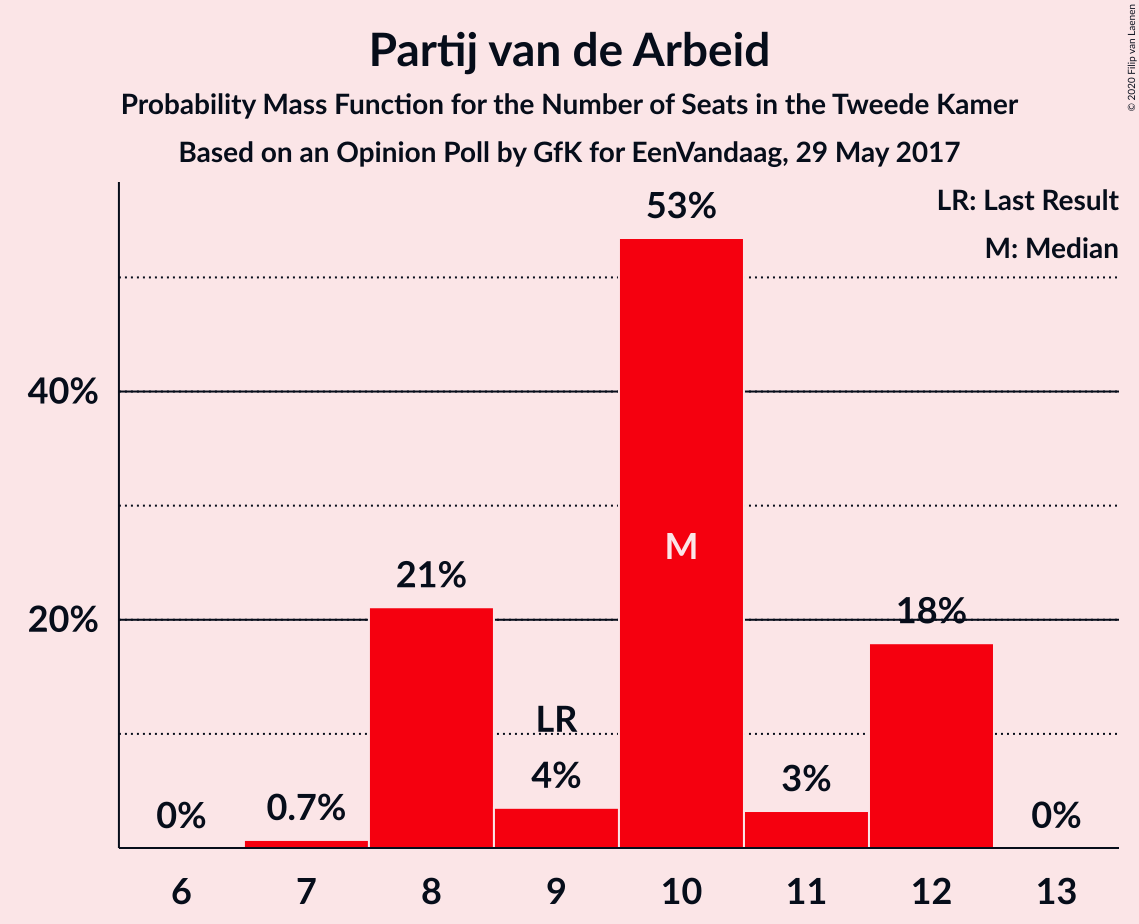 Partij van de Arbeid
Probability Mass Function for the Number of Seats in the Tweede Kamer
Based on an Opinion Poll by GfK for EenVandaag, 29 May 2017
© 2020 Filip van Laenen
LR: Last Result
M: Median
53%
40%
M
21%
20%
18%
LR
4%
3%
0%
0.7%
0%
6 7 8 9 10 11 12 13